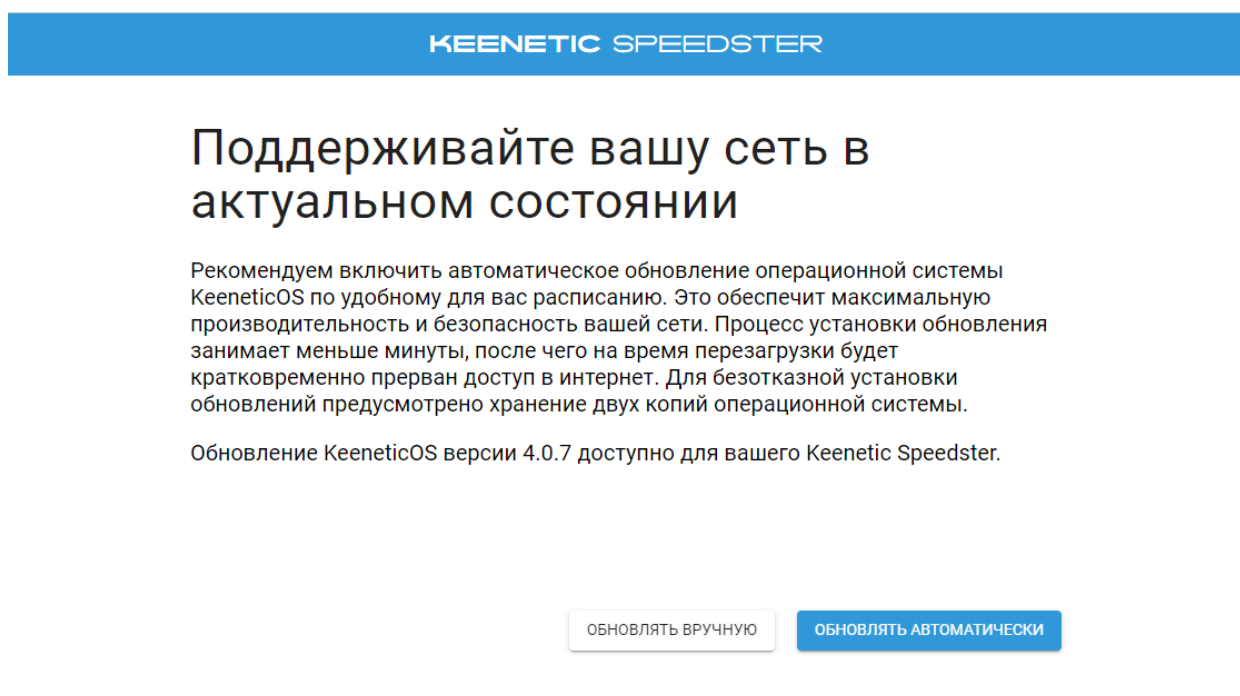 KEENETIC SPEEDSTER
Поддерживайте вашу сеть в
актуальном состоянии
Рекомендуем включить автоматическое обновление операционной системы
KeeneticOS по удобному для вас расписанию. Это обеспечит максимальную
производительность и безопасность вашей сети. Процесс установки обновления
занимает меньше минуты, после чего на время перезагрузки будет
кратковременно прерван доступ в интернет. Для безотказной установки
обновлений предусмотрено хранение двух копий операционной системы.
Обновление KeeneticOS версии 4.0.7 доступно для вашего Keenetic Speedster.
ОБНОВЛЯТЬ ВРУЧНУЮ
ОБНОВЛЯТЬ АВТОМАТИЧЕСКИ